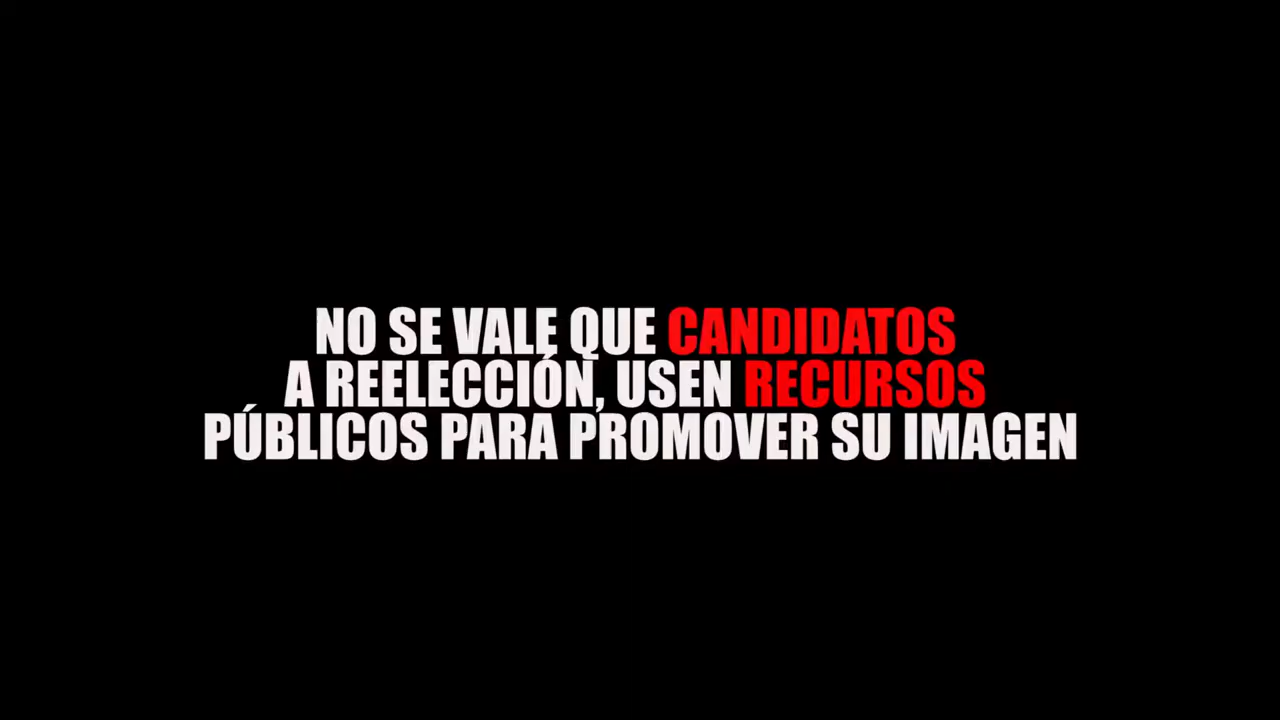 NO SE VALE QUE CANDIDATOS
A REELECCIÓN, USEN RECURSOS
PÚBLICOS PARA PROMOVER SU IMAGEN